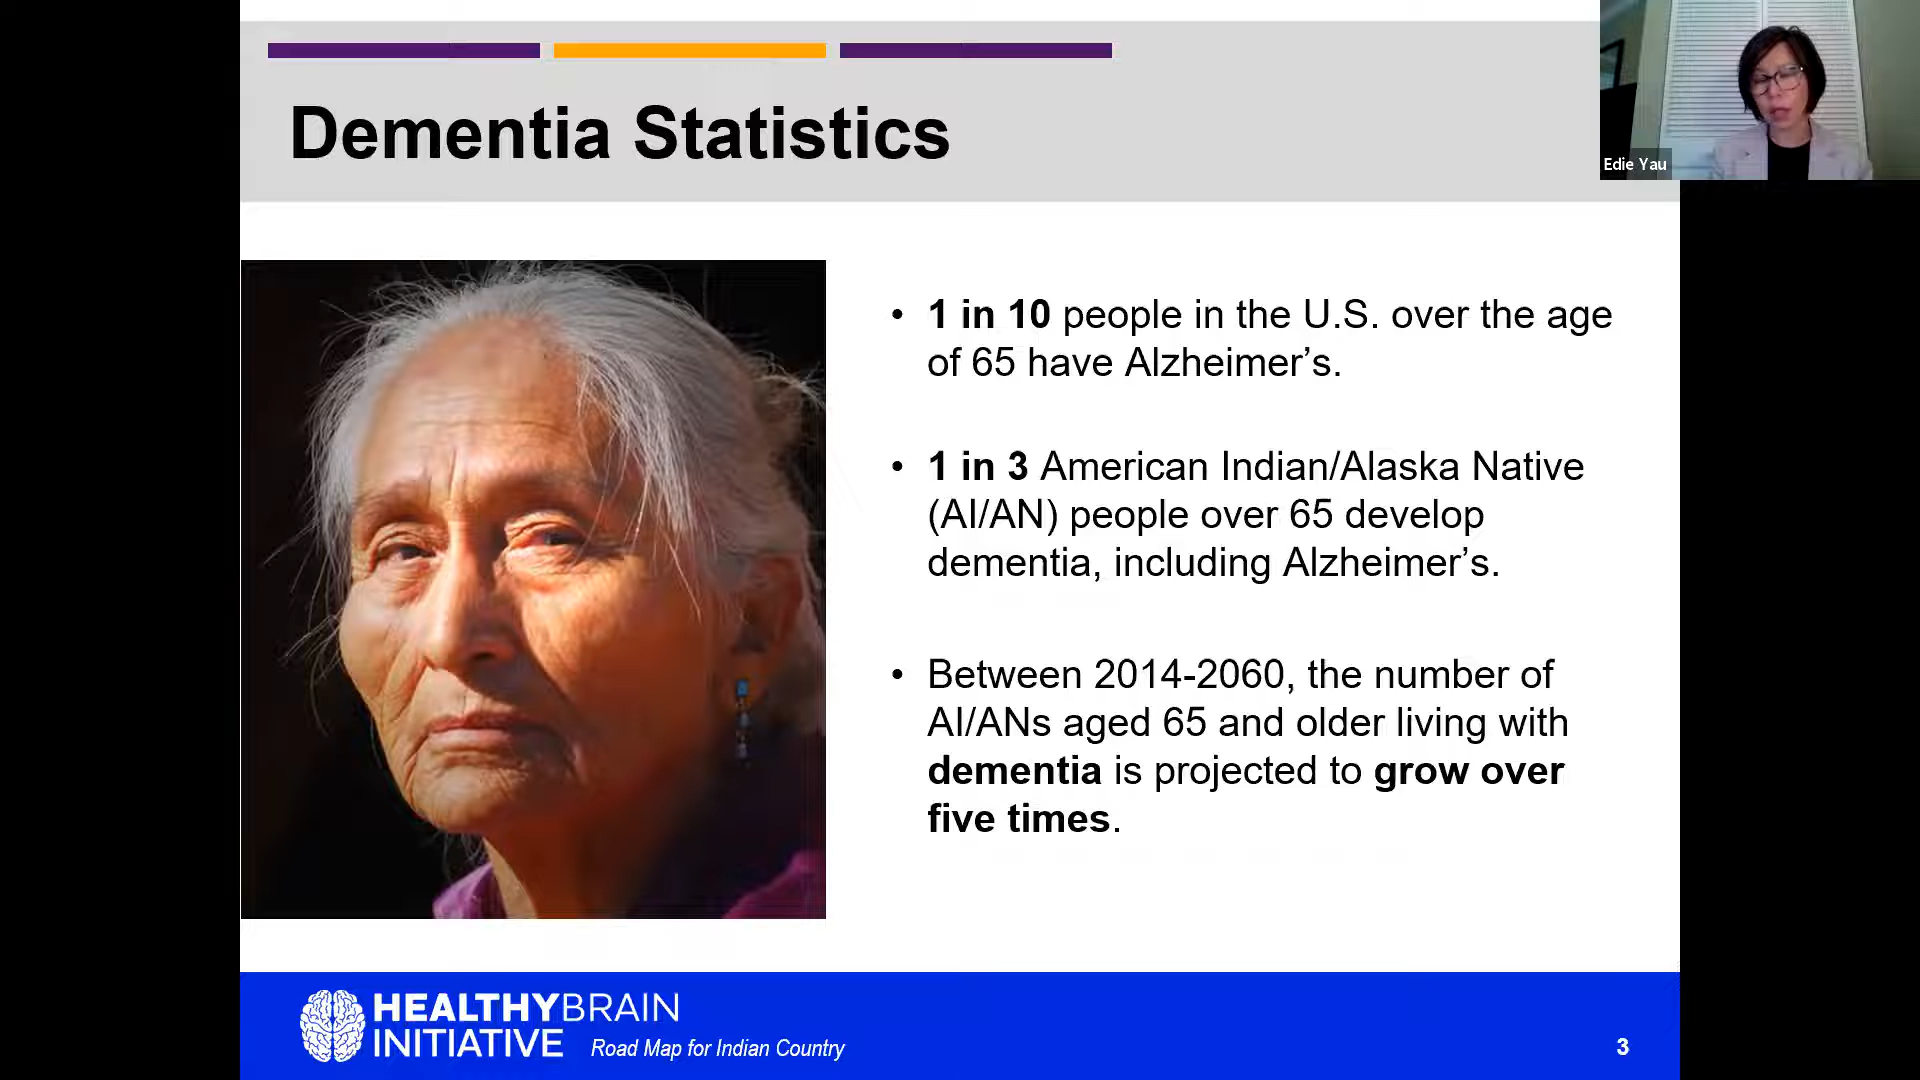 Dementia Statistics
Edie Yau
• 1 in 10 people in the U.S. over the age
of 65 have Alzheimer’s.
• 1 in 3 American Indian/Alaska Native
(AI/AN) people over 65 develop
dementia, including Alzheimer’s.
• Between 2014-2060, the number of
AI/ANs aged 65 and older living with
dementia is projected to grow over
five times.
HEALTHYBRAIN
INITIATIVE Road Map for Indian Country
3